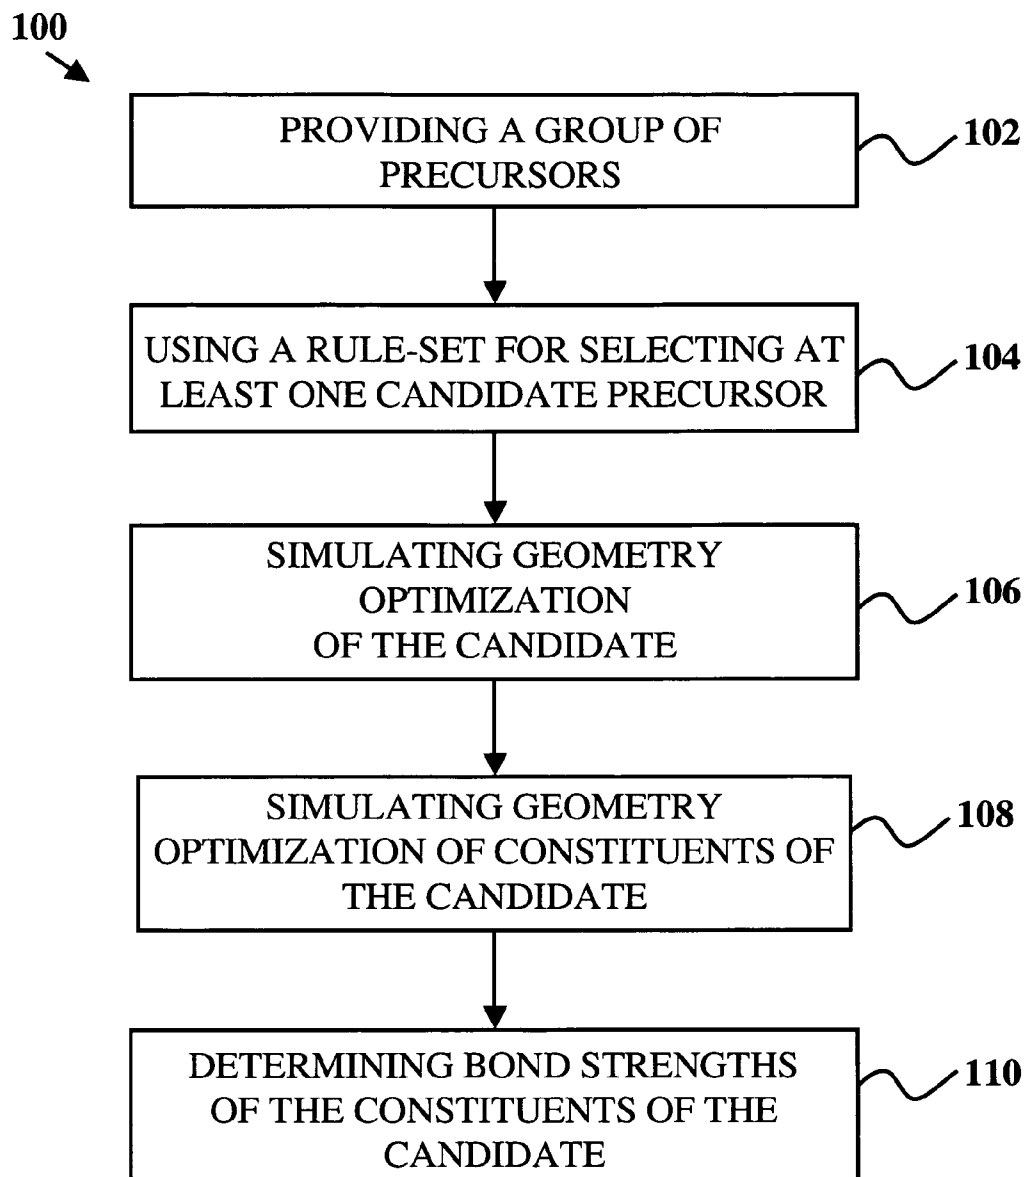 100
PROVIDING A GROUP OF
PRECURSORS
102
USING A RULE-SET FOR SELECTING AT
LEAST ONE CANDIDATE PRECURSOR
104
SIMULATING GEOMETRY
OPTIMIZATION
OF THE CANDIDATE
106
SIMULATING GEOMETRY
OPTIMIZATION OF CONSTITUENTS OF
THE CANDIDATE
108
DETERMINING BOND STRENGTHS
OF THE CONSTITUENTS OF THE
CANDIDATE
110